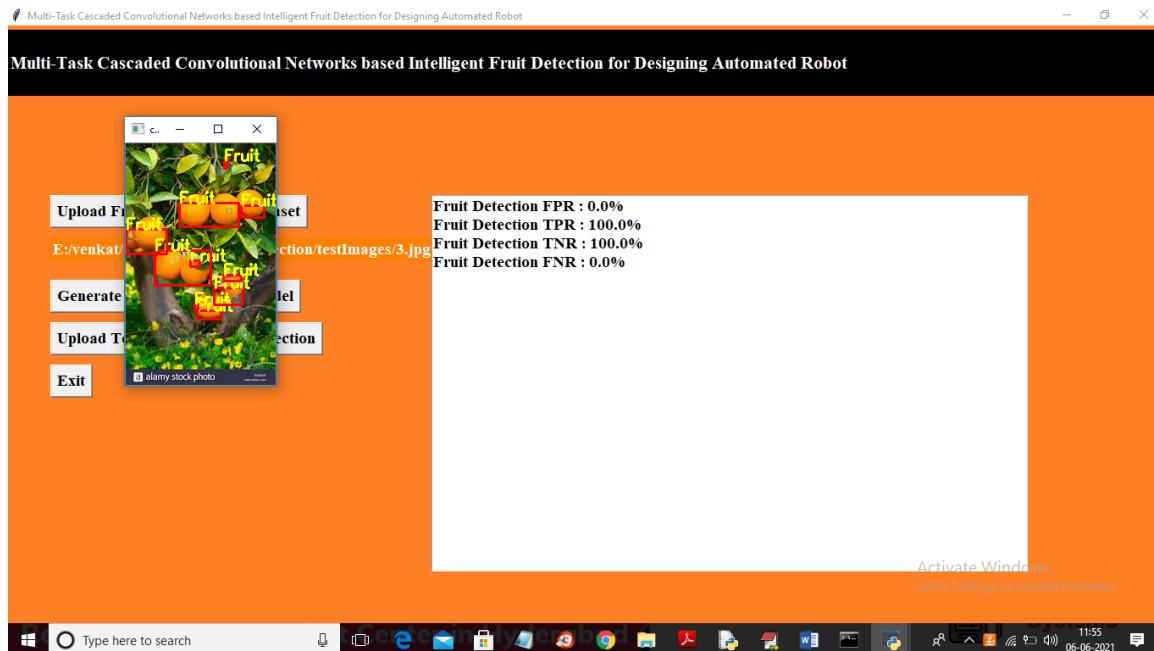 Multi-Task Cascaded Convolutional Networks based Intelligent Fruit Detection for Designing Automated Robot
Multi-Task Cascaded Convolutional Networks based Intelligent Fruit Detection for Designing Automated Robot
c..
Fruit
Fruit
Fruit
Fruit
Fruit
Fruit
Fruit
Fruit
Fruit
a alamy stock photo
Upload
E:/venkat/
ction/testImages/3.jpg
Generate
Upload
ection
Exit
Fruit Detection FPR : 0.0%
Fruit Detection TPR : 100.0%
Fruit Detection TNR : 100.0%
Fruit Detection FNR : 0.0%
Activate Windows
Go to Settings to activate Windows.
Type here to search
11:55
06-06-2021